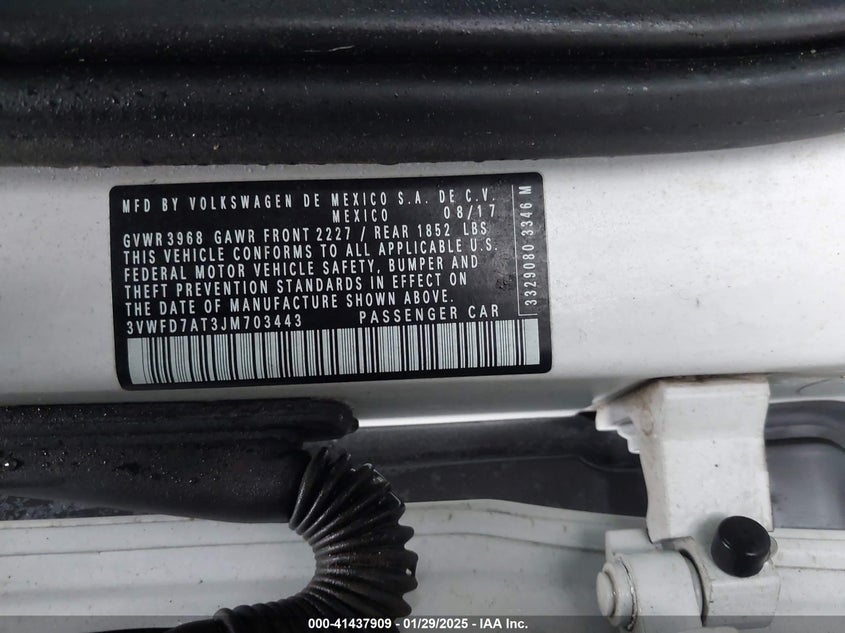 MFD BY VOLKSWAGEN DE MEXICO S.A. DE C.V.
MEXICO 08/17
GVWR3968 GAWR FRONT 2227 / REAR 1852 LBS
THIS VEHICLE CONFORMS TO ALL APPLICABLE U.S.
FEDERAL MOTOR VEHICLE SAFETY, BUMPER AND
THEFT PREVENTION STANDARDS IN EFFECT ON
THE DATE OF MANUFACTURE SHOWN ABOVE.
3VWFD7AT3JM703443 PASSENGER CAR
3329080 3346 M
000-41437909 - 01/29/2025 - IAA Inc.